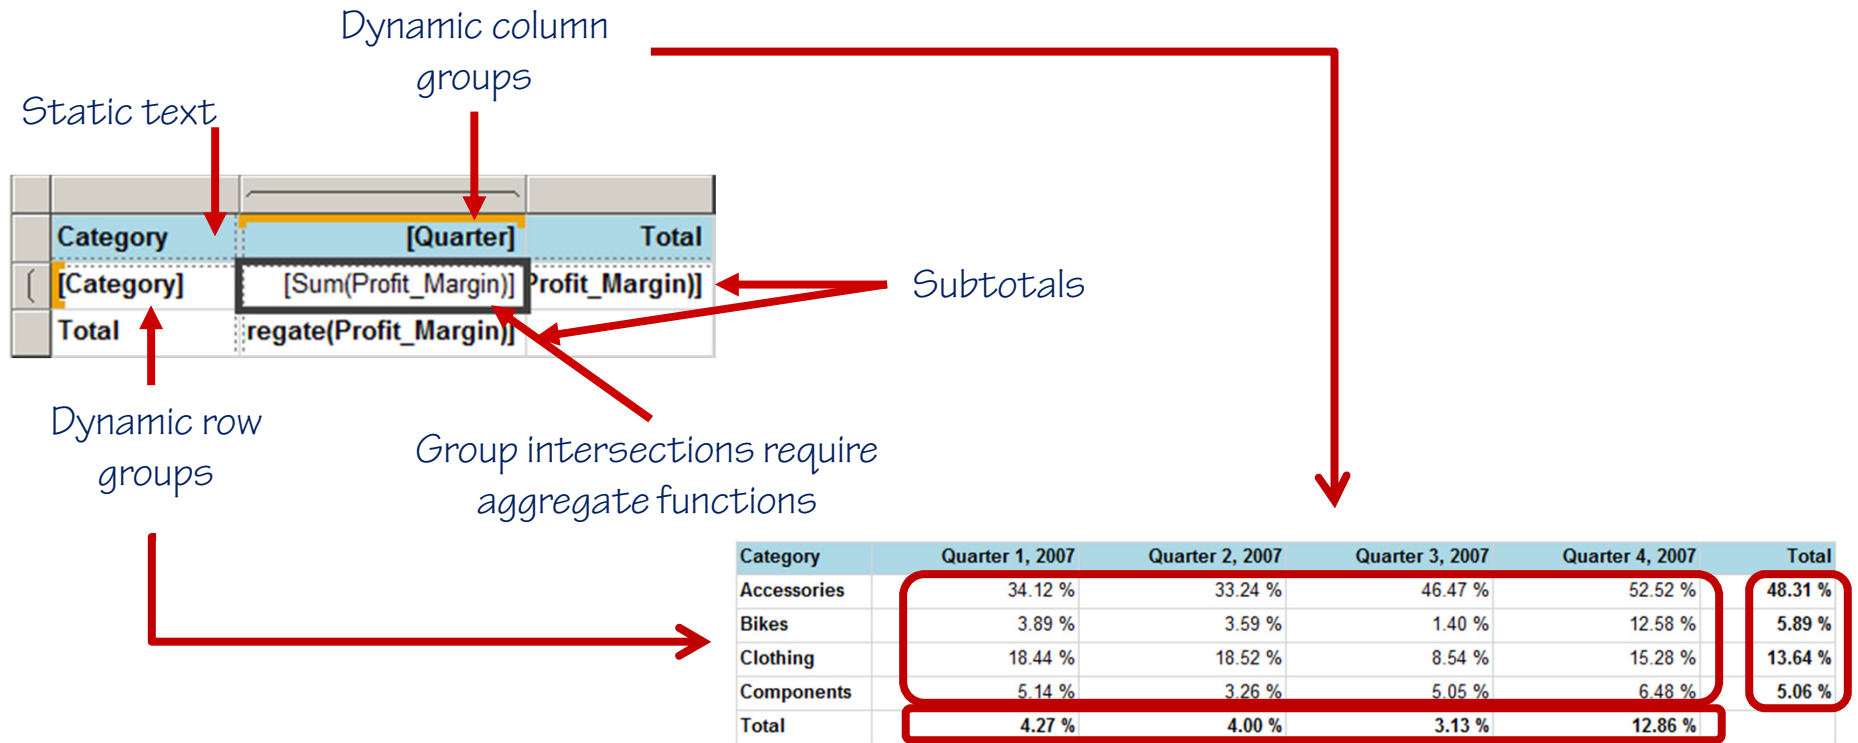 Dynamic column
groups
Static text
Category [Quarter] Total
[Category] [Sum(Profit_Margin)] Profit_Margin)]
Total regate(Profit_Margin)]
Subtotals
Dynamic row
groups
Group intersections require
aggregate functions
Category Quarter 1, 2007 Quarter 2, 2007 Quarter 3, 2007 Quarter 4, 2007 Total
Accessories 34.12 % 33.24 % 46.47 % 52.52 % 48.31 %
Bikes 3.89 % 3.59 % 1.40 % 12.58 % 5.89 %
Clothing 18.44 % 18.52 % 8.54 % 15.28 % 13.64 %
Components 5.14 % 3.26 % 5.05 % 6.48 % 5.06 %
Total 4.27 % 4.00 % 3.13 % 12.86 %